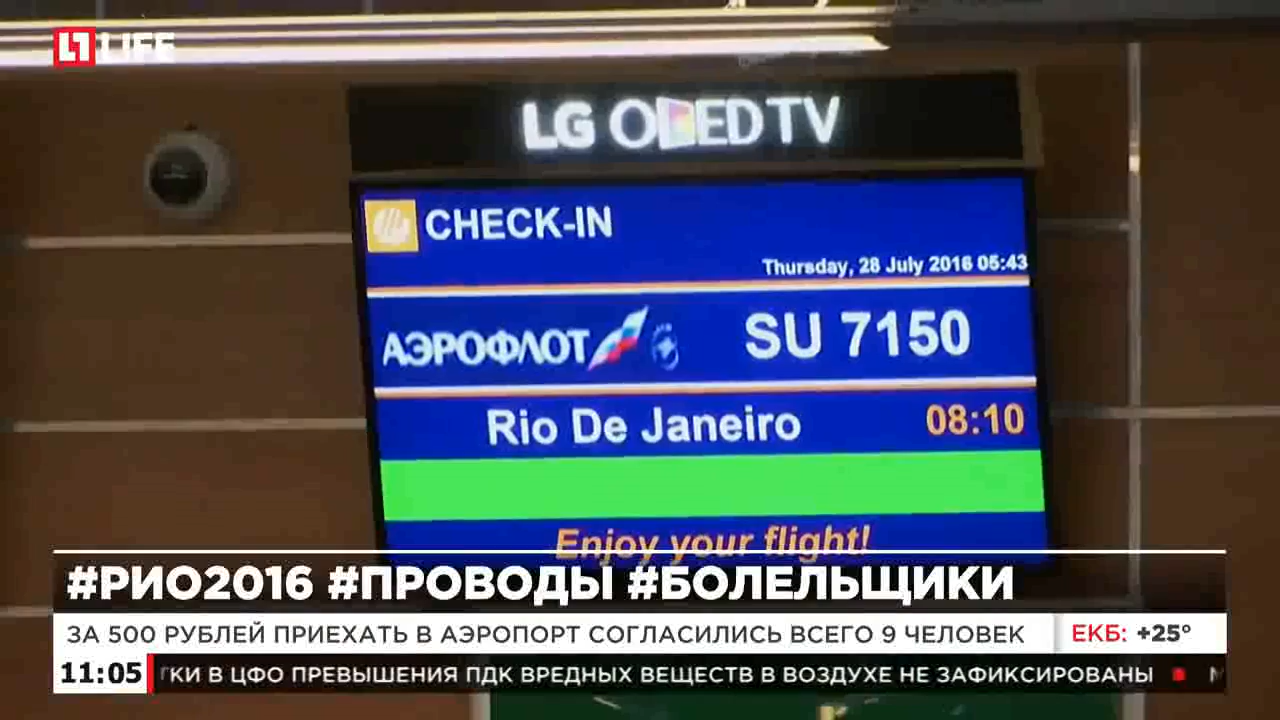 LIFE
LG OLED TV
CHECK-IN
Thursday, 28 July 2016 05:43
АЭРОФЛОТ SU 7150
Rio De Janeiro 08:10
Enjoy your flight!
#РИО2016 #ПРОВОДЫ #БОЛЕЛЬЩИКИ
ЗА 500 РУБЛЕЙ ПРИЕХАТЬ В АЭРОПОРТ СОГЛАСИЛИСЬ ВСЕГО 9 ЧЕЛОВЕК ЕКБ: +25°
11:05 В ЦФО ПРЕВЫШЕНИЯ ПДК ВРЕДНЫХ ВЕЩЕСТВ В ВОЗДУХЕ НЕ ЗАФИКСИРОВАНЫ